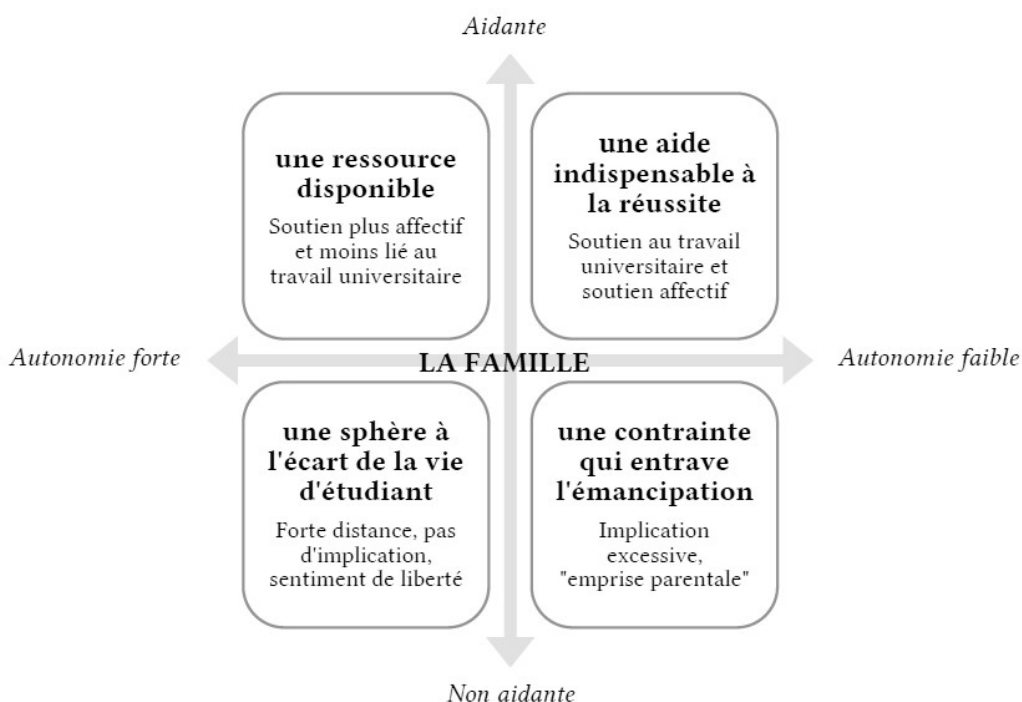 Aidante
une ressource
disponible
Soutien plus affectif
et moins lié au
travail universitaire
une aide
indispensable à
la réussite
Soutien au travail
universitaire et
soutien affectif
Autonomie forte
LA FAMILLE
Autonomie faible
une sphère à
l'écart de la vie
d'étudiant
Forte distance, pas
d'implication,
sentiment de liberté
une contrainte
qui entrave
l'émancipation
Implication
excessive,
"emprise parentale"
Non aidante